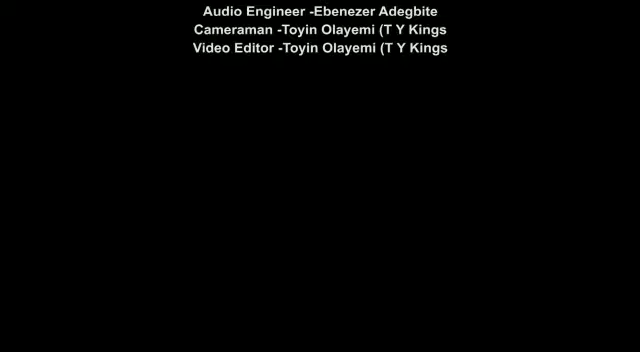 Audio Engineer -Ebenezer Adegbite
Cameraman -Toyin Olayemi (T Y Kings
Video Editor -Toyin Olayemi (T Y Kings